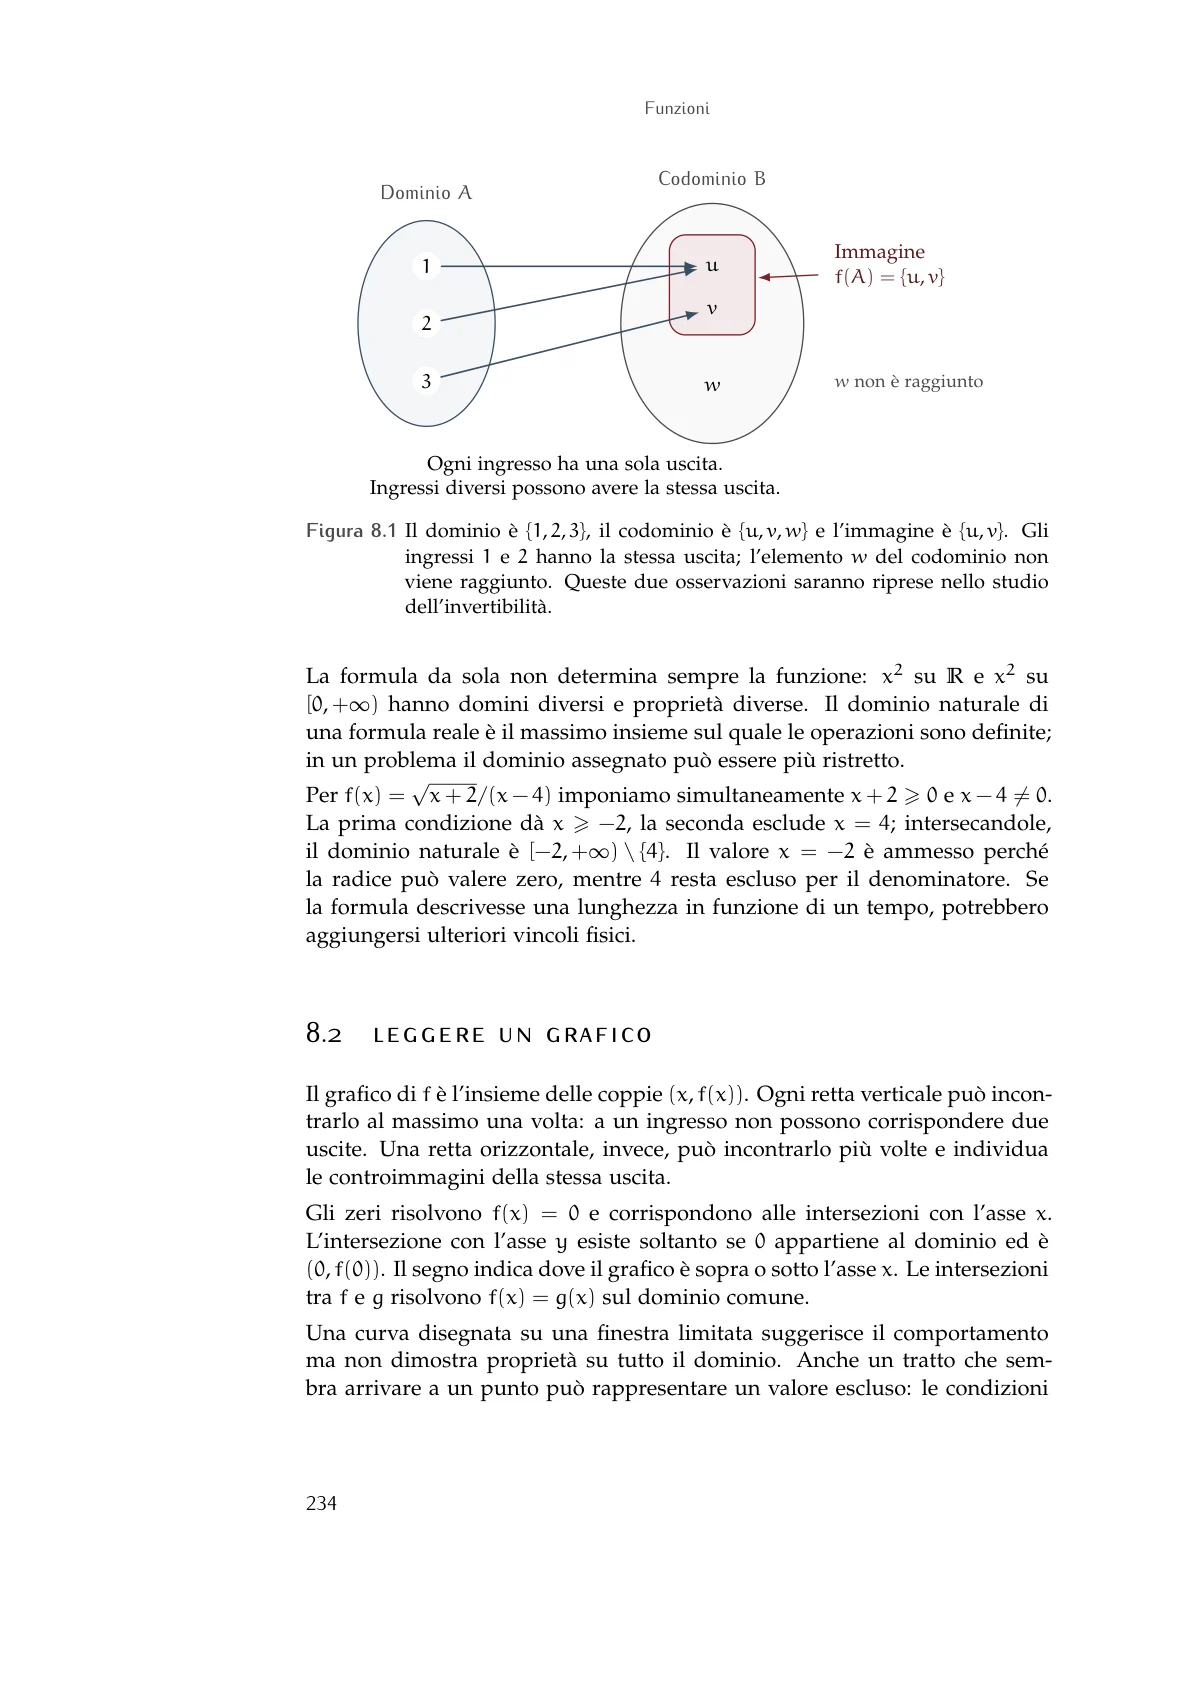 Funzioni
Dominio A
Codominio B
1
2
3
u
v
w
Immagine
f(A) = {u, v}
w non è raggiunto
Ogni ingresso ha una sola uscita.
Ingressi diversi possono avere la stessa uscita.
Figura 8.1 Il dominio è {1, 2, 3}, il codominio è {u, v, w} e l'immagine è {u, v}. Gli
ingressi 1 e 2 hanno la stessa uscita; l'elemento w del codominio non
viene raggiunto. Queste due osservazioni saranno riprese nello studio
dell'invertibilità.
La formula da sola non determina sempre la funzione: x² su ℝ e x² su
[0, +∞) hanno domini diversi e proprietà diverse. Il dominio naturale di
una formula reale è il massimo insieme sul quale le operazioni sono definite;
in un problema il dominio assegnato può essere più ristretto.
Per f(x) = √x + 2/(x − 4) imponiamo simultaneamente x + 2 ⩾ 0 e x − 4 ≠ 0.
La prima condizione dà x ⩾ −2, la seconda esclude x = 4; intersecandole,
il dominio naturale è [−2, +∞) \ {4}. Il valore x = −2 è ammesso perché
la radice può valere zero, mentre 4 resta escluso per il denominatore. Se
la formula descrivesse una lunghezza in funzione di un tempo, potrebbero
aggiungersi ulteriori vincoli fisici.
8.2 LEGGERE UN GRAFICO
Il grafico di f è l'insieme delle coppie (x, f(x)). Ogni retta verticale può incon-
trarlo al massimo una volta: a un ingresso non possono corrispondere due
uscite. Una retta orizzontale, invece, può incontrarlo più volte e individua
le controimmagini della stessa uscita.
Gli zeri risolvono f(x) = 0 e corrispondono alle intersezioni con l'asse x.
L'intersezione con l'asse y esiste soltanto se 0 appartiene al dominio ed è
(0, f(0)). Il segno indica dove il grafico è sopra o sotto l'asse x. Le intersezioni
tra f e g risolvono f(x) = g(x) sul dominio comune.
Una curva disegnata su una finestra limitata suggerisce il comportamento
ma non dimostra proprietà su tutto il dominio. Anche un tratto che sem-
bra arrivare a un punto può rappresentare un valore escluso: le condizioni
234